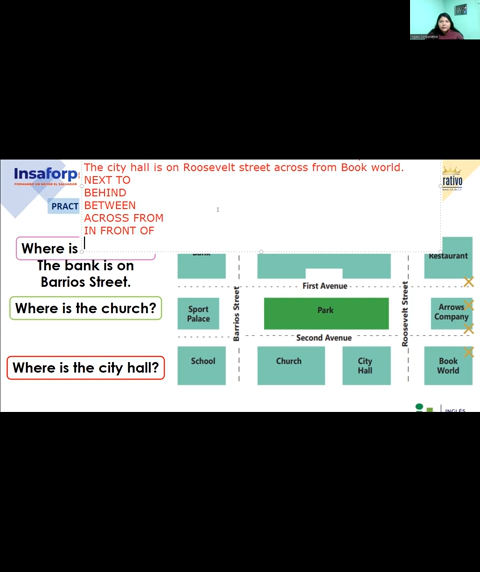 The city hall is on Roosevelt street across from Book world.
Insaforp
NEXT TO
BEHIND
BETWEEN
ACROSS FROM
IN FRONT OF
PRACT
rativo
Where is
The bank is on
Barrios Street.
Where is the church?
Where is the city hall?
Restaurant
First Avenue
Sport
Palace
Barrios Street
Park
Roosevelt Street
Arrows
Company
Second Avenue
School
Church
City
Hall
Book
World
INGLÉS